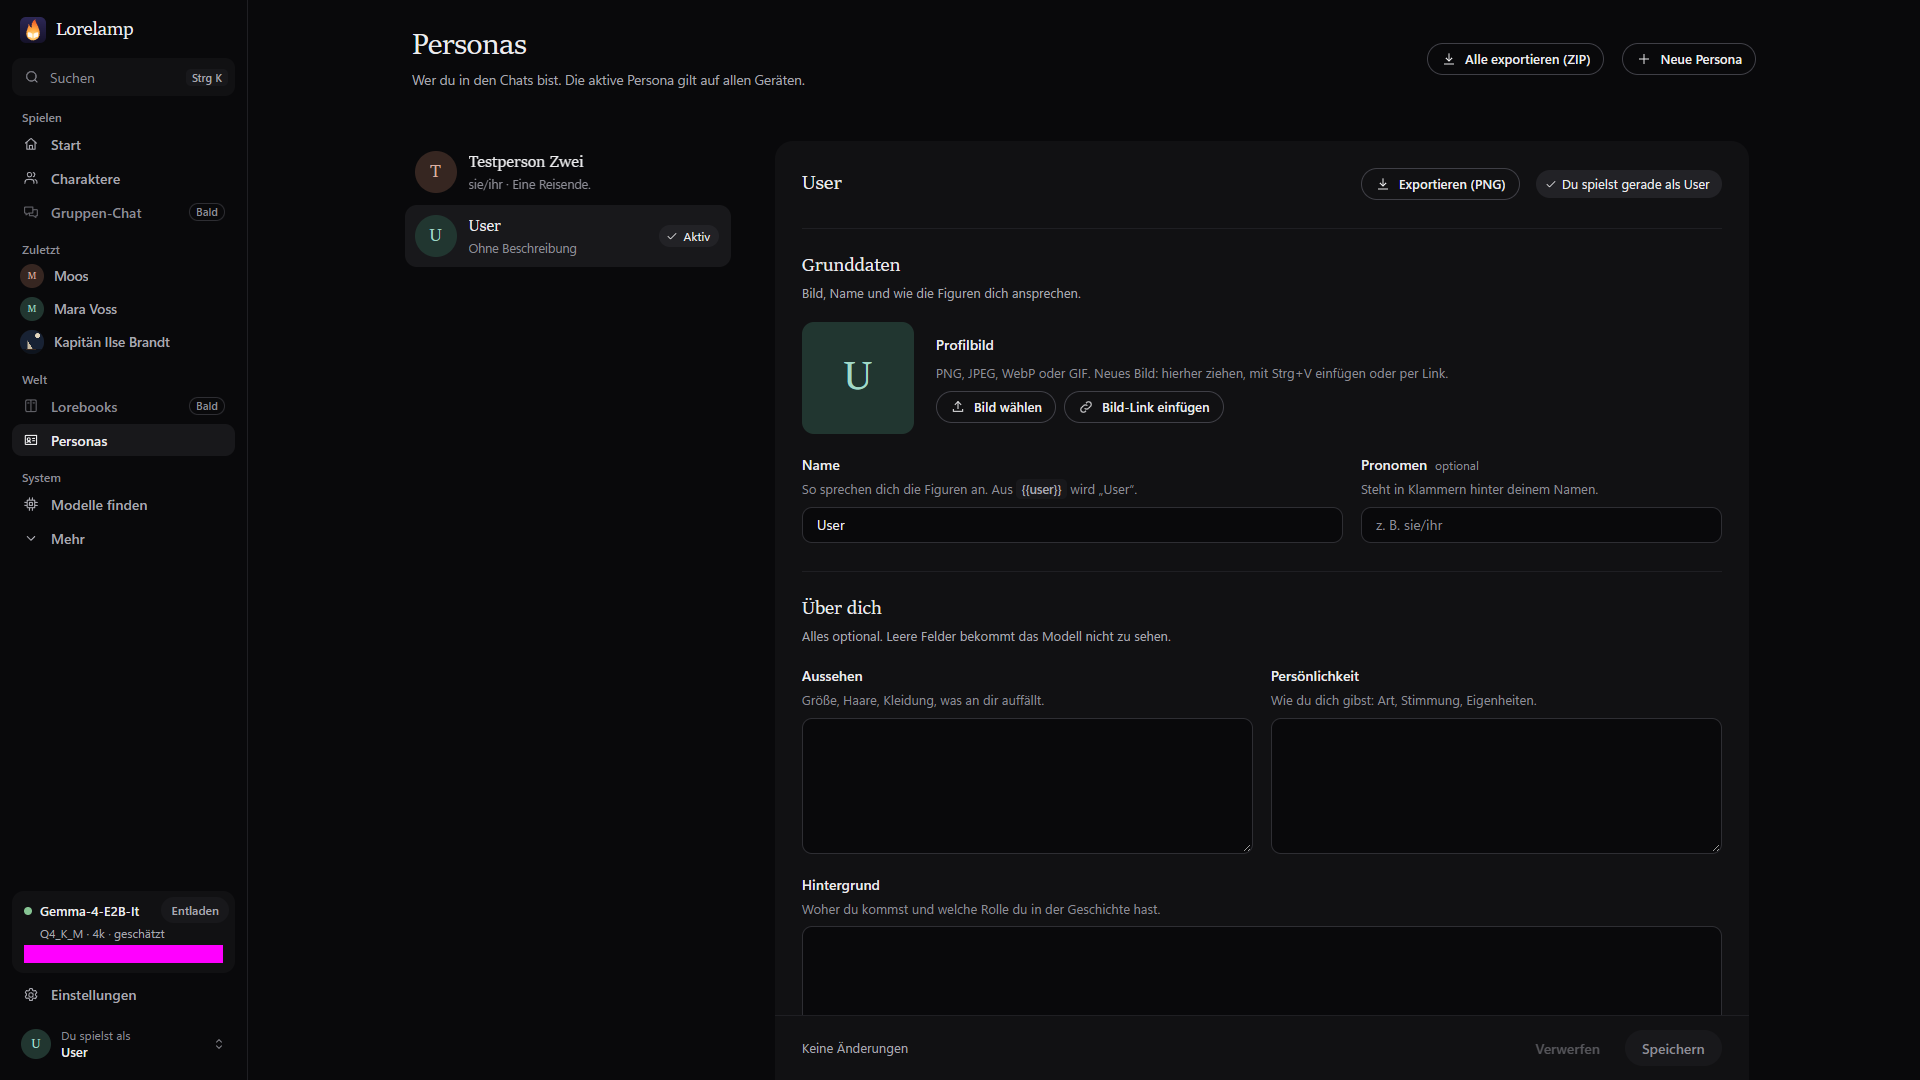 Lorelamp
Suchen Strg K
Spielen
Start
Charaktere
Gruppen-Chat Bald
Zuletzt
M Moos
M Mara Voss
Kapitän Ilse Brandt
Welt
Lorebooks Bald
Personas
System
Modelle finden
Mehr
Gemma-4-E2B-It Entladen
Q4_K_M · 4k · geschätzt
Einstellungen
U Du spielst als
User
Personas
Wer du in den Chats bist. Die aktive Persona gilt auf allen Geräten.
Alle exportieren (ZIP)
Neue Persona
T Testperson Zwei
sie/ihr · Eine Reisende.
U User
Ohne Beschreibung
Aktiv
User
Exportieren (PNG)
Du spielst gerade als User
Grunddaten
Bild, Name und wie die Figuren dich ansprechen.
U
Profilbild
PNG, JPEG, WebP oder GIF. Neues Bild: hierher ziehen, mit Strg+V einfügen oder per Link.
Bild wählen
Bild-Link einfügen
Name
So sprechen dich die Figuren an. Aus {{user}} wird „User“.
User
Pronomen optional
Steht in Klammern hinter deinem Namen.
z. B. sie/ihr
Über dich
Alles optional. Leere Felder bekommt das Modell nicht zu sehen.
Aussehen
Größe, Haare, Kleidung, was an dir auffällt.
Persönlichkeit
Wie du dich gibst: Art, Stimmung, Eigenheiten.
Hintergrund
Woher du kommst und welche Rolle du in der Geschichte hast.
Keine Änderungen
Verwerfen
Speichern